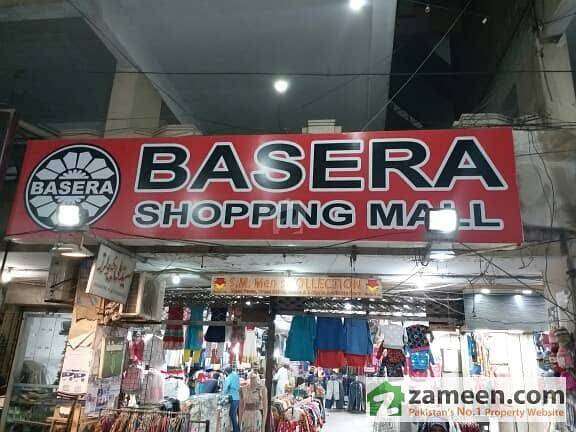 BASERA
BASERA
SHOPPING MALL
S.M. Men's COLLECTION
zameen.com
Pakistan's No.1 Property Website